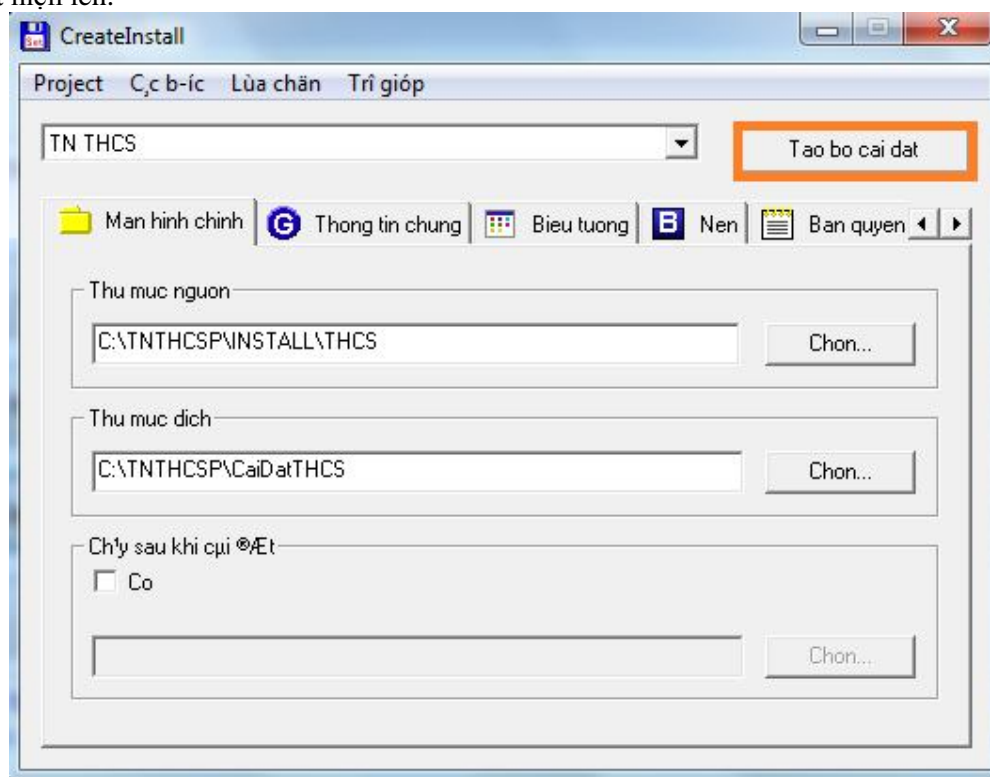 hiện lên.
CreateInstall
Project C¸c b­-íc Lùa chän Trî gióp
TN THCS
Tao bo cai dat
Man hinh chinh Thong tin chung Bieu tuong Nen Ban quyen
Thu muc nguon
C:\TNTHCSP\INSTALL\THCS
Chon...
Thu muc dich
C:\TNTHCSP\CaiDatTHCS
Chon...
Ch¹y sau khi cµi ®Æt
Co
Chon...